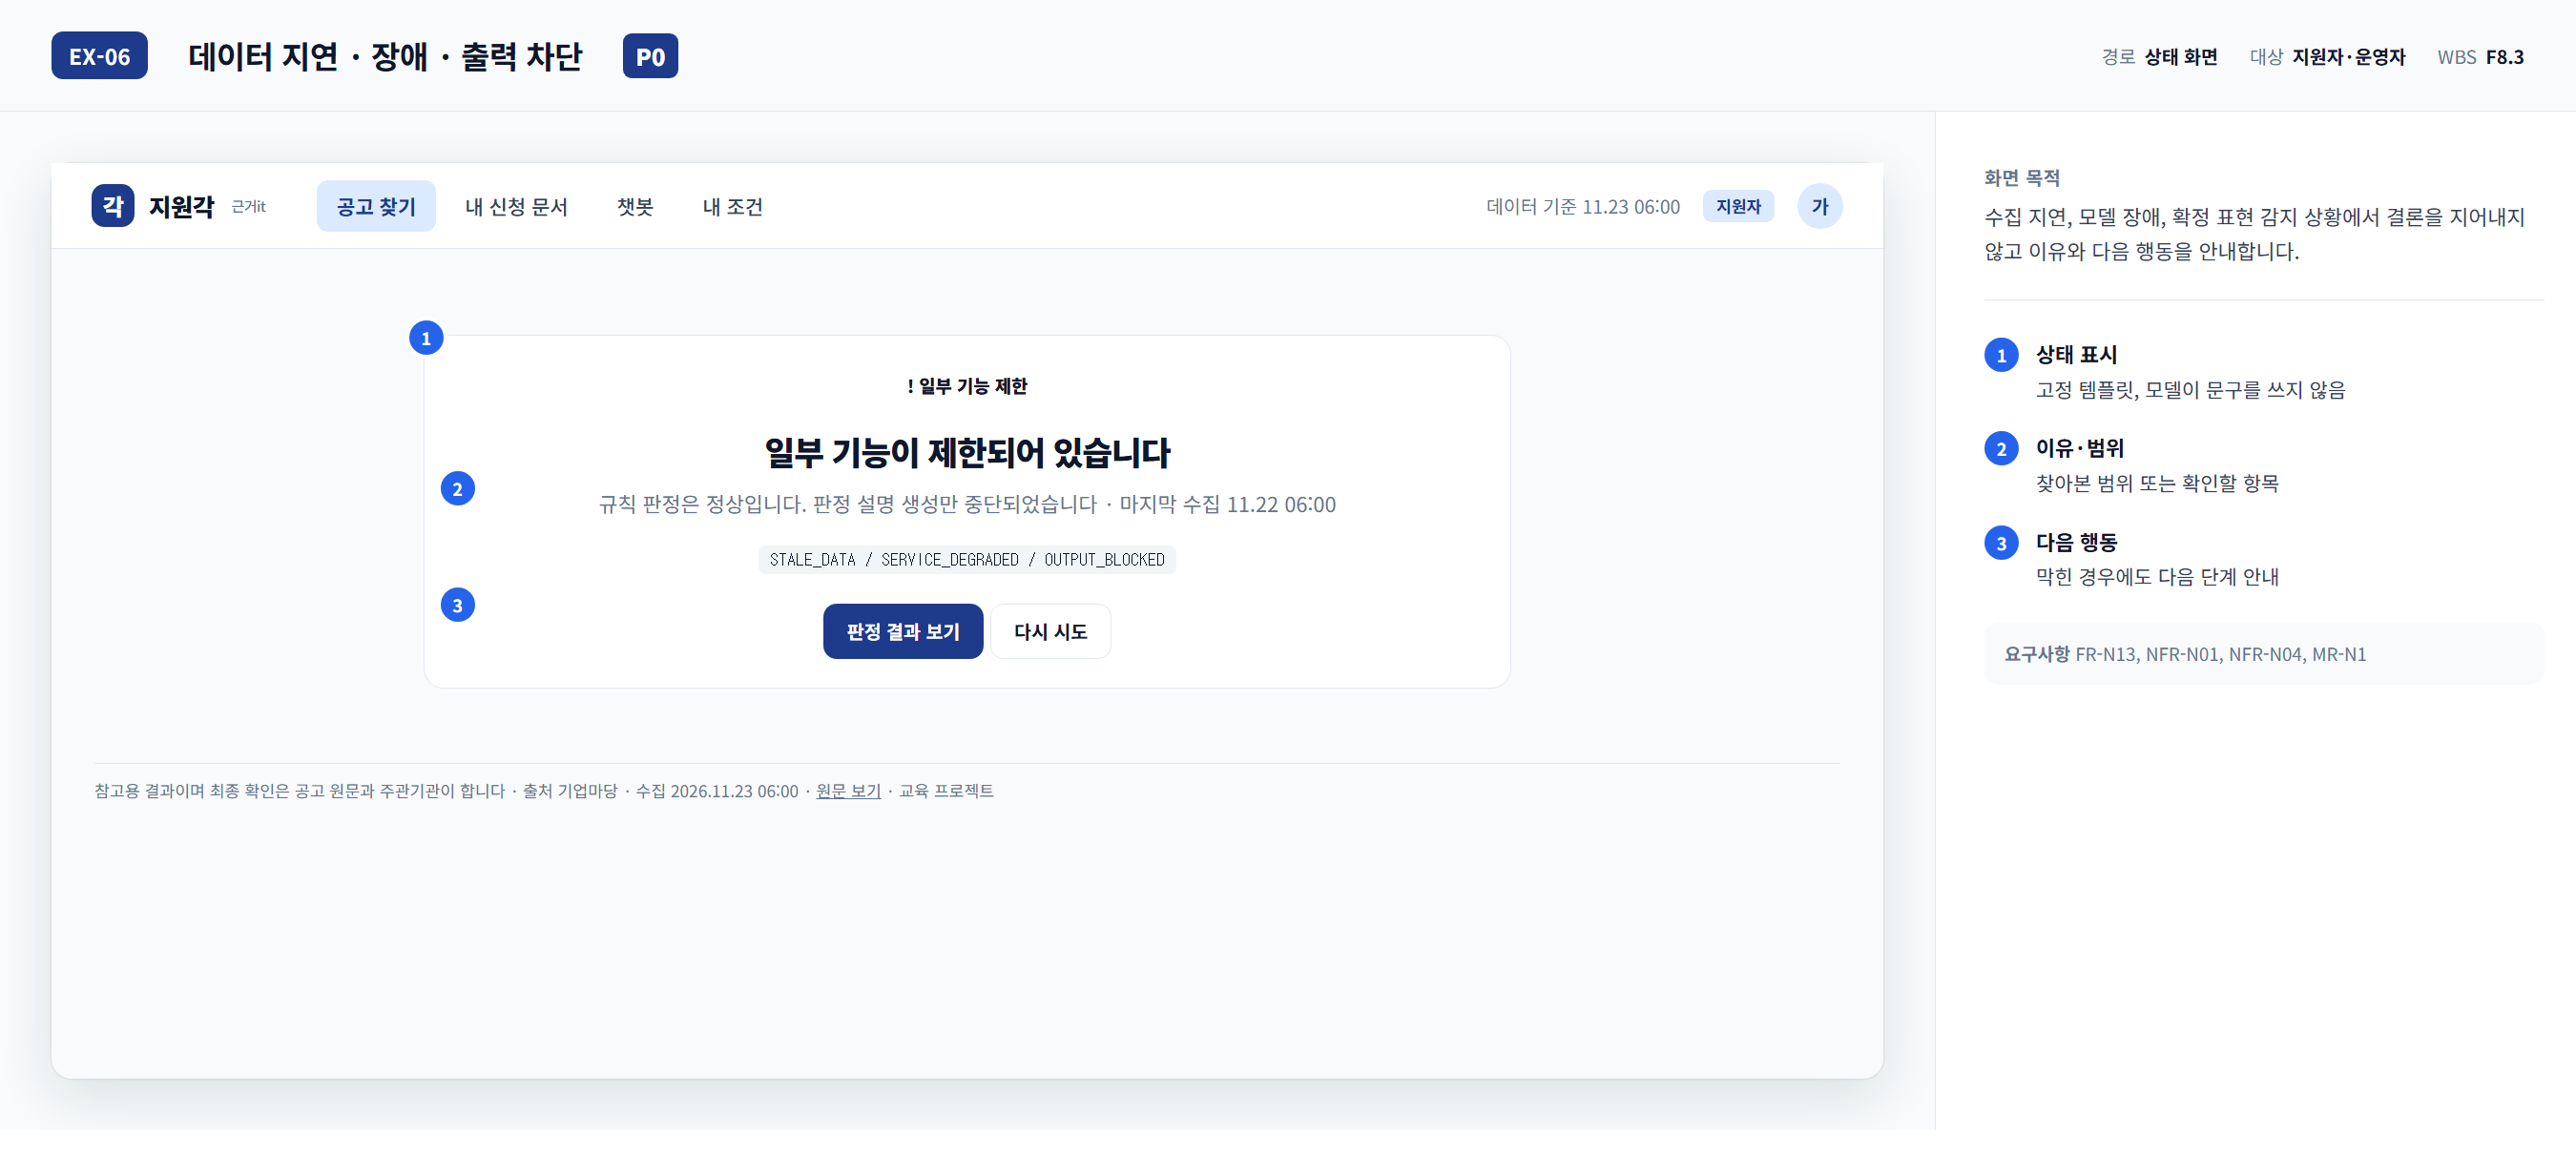 EX-06 데이터 지연 · 장애 · 출력 차단 P0
경로 상태 화면 대상 지원자·운영자 WBS F8.3
각 지원각 근거it 공고 찾기 내 신청 문서 챗봇 내 조건
데이터 기준 11.23 06:00 지원자 가
1
! 일부 기능 제한
일부 기능이 제한되어 있습니다
2
규칙 판정은 정상입니다. 판정 설명 생성만 중단되었습니다 · 마지막 수집 11.22 06:00
STALE_DATA / SERVICE_DEGRADED / OUTPUT_BLOCKED
3
판정 결과 보기 다시 시도
참고용 결과이며 최종 확인은 공고 원문과 주관기관이 합니다 · 출처 기업마당 · 수집 2026.11.23 06:00 · 원문 보기 · 교육 프로젝트
화면 목적
수집 지연, 모델 장애, 확정 표현 감지 상황에서 결론을 지어내지
않고 이유와 다음 행동을 안내합니다.
1 상태 표시
고정 템플릿, 모델이 문구를 쓰지 않음
2 이유·범위
찾아본 범위 또는 확인할 항목
3 다음 행동
막힌 경우에도 다음 단계 안내
요구사항 FR-N13, NFR-N01, NFR-N04, MR-N1